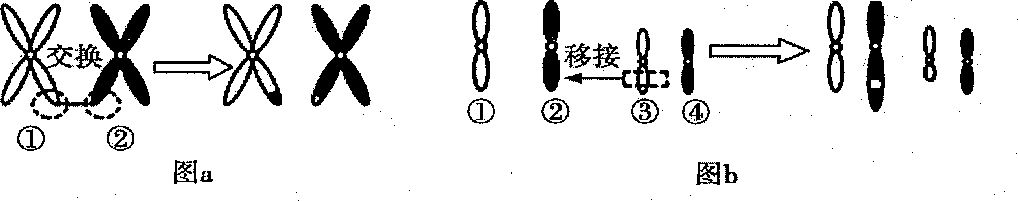 交换
移接
① ② ① ② ③ ④
图a 图b